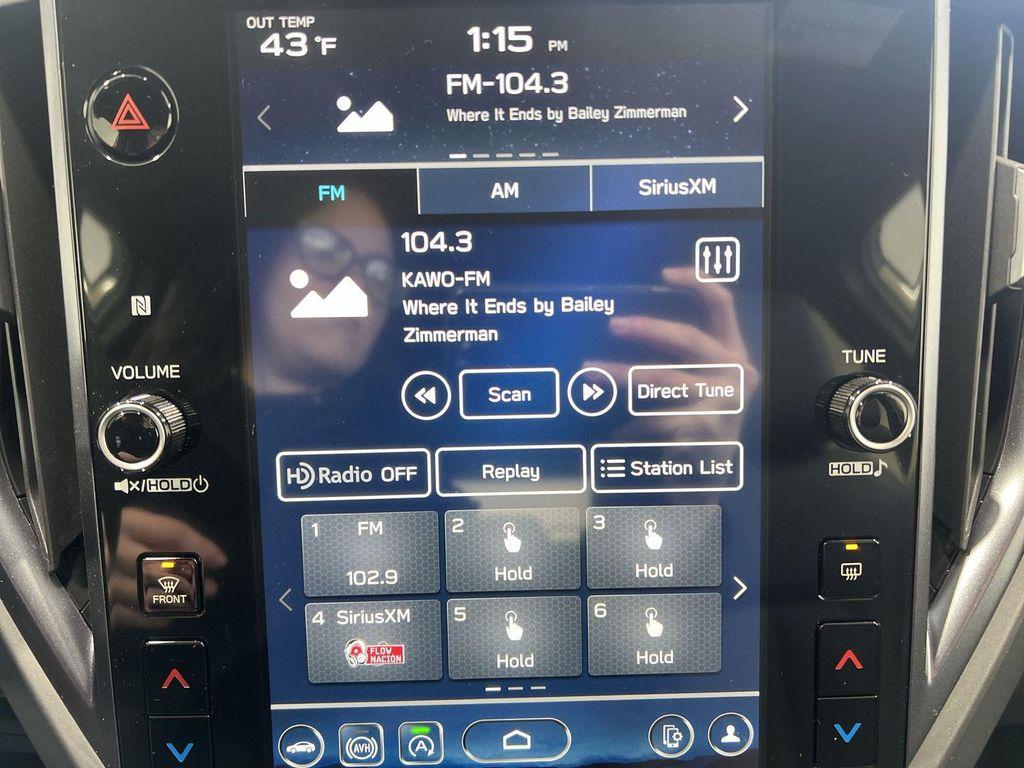 OUT TEMP
43 °F
1:15 PM
FM-104.3
Where It Ends by Bailey Zimmerman
FM
AM
SiriusXM
104.3
KAWO-FM
Where It Ends by Bailey
Zimmerman
VOLUME
TUNE
Scan
Direct Tune
HOLD
HOLD
HD Radio OFF
Replay
Station List
1 FM
102.9
2
Hold
3
Hold
FRONT
4 SiriusXM
FLOW
NACION
5
Hold
6
Hold
AVH
A